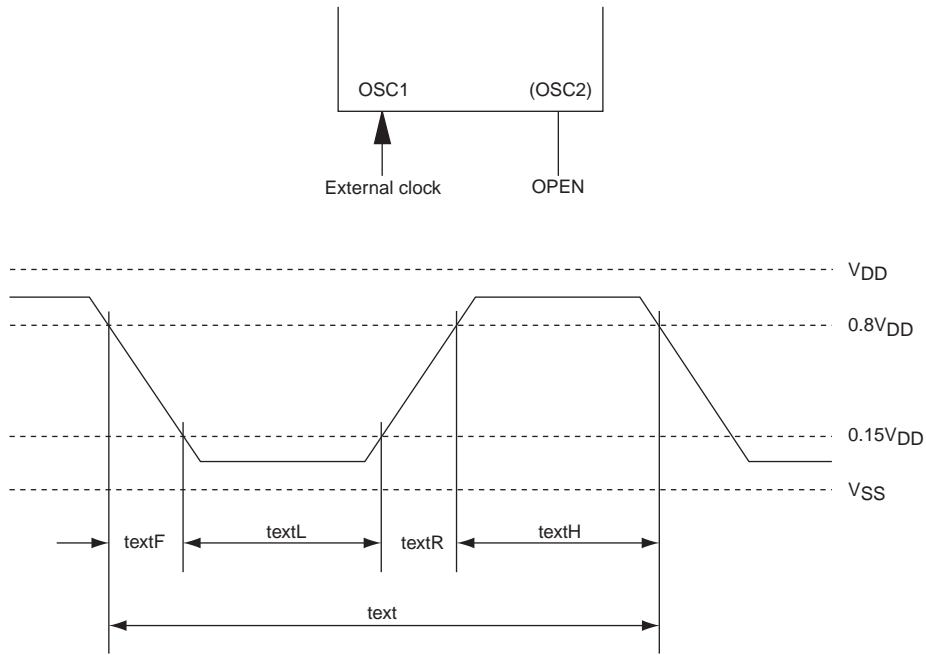 OSC1 (OSC2)
External clock OPEN
VDD
0.8VDD
0.15VDD
VSS
textF textL textR textH
text